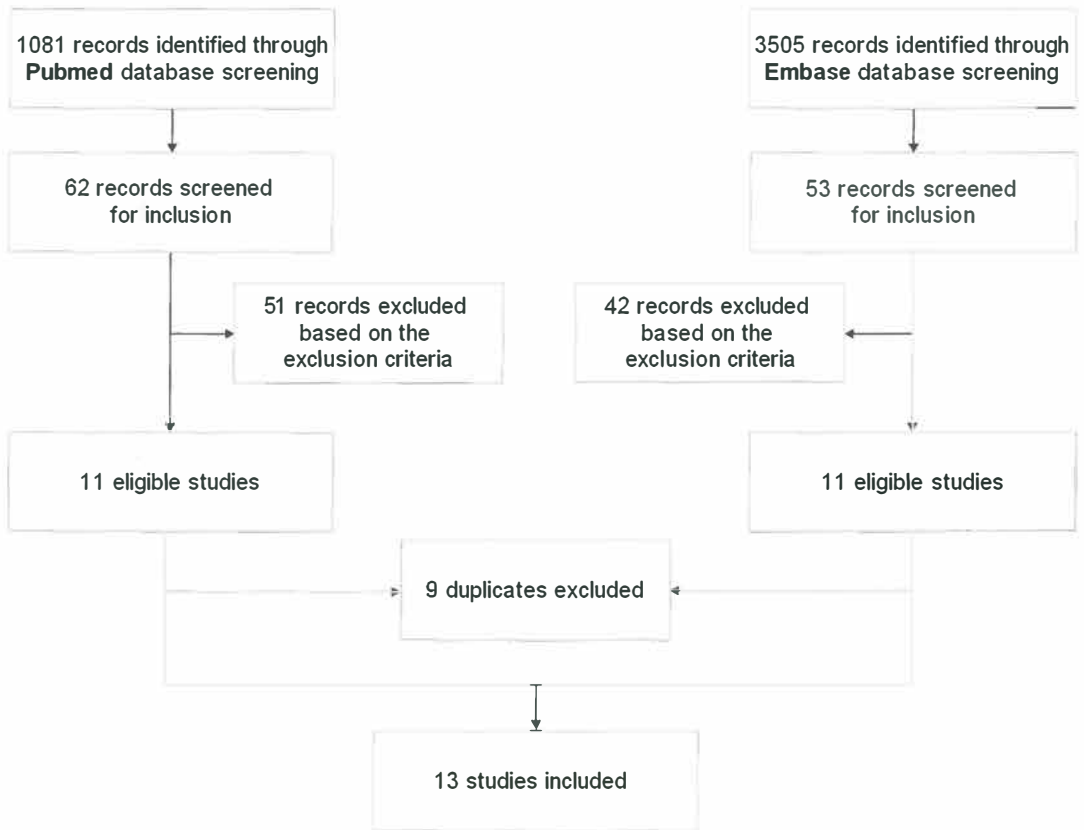 1081 records identified through
Pubmed database screening
3505 records identified through
Embase database screening
62 records screened
for inclusion
53 records screened
for inclusion
51 records excluded
based on the
exclusion criteria
42 records excluded
based on the
exclusion criteria
11 eligible studies
11 eligible studies
9 duplicates excluded
13 studies included